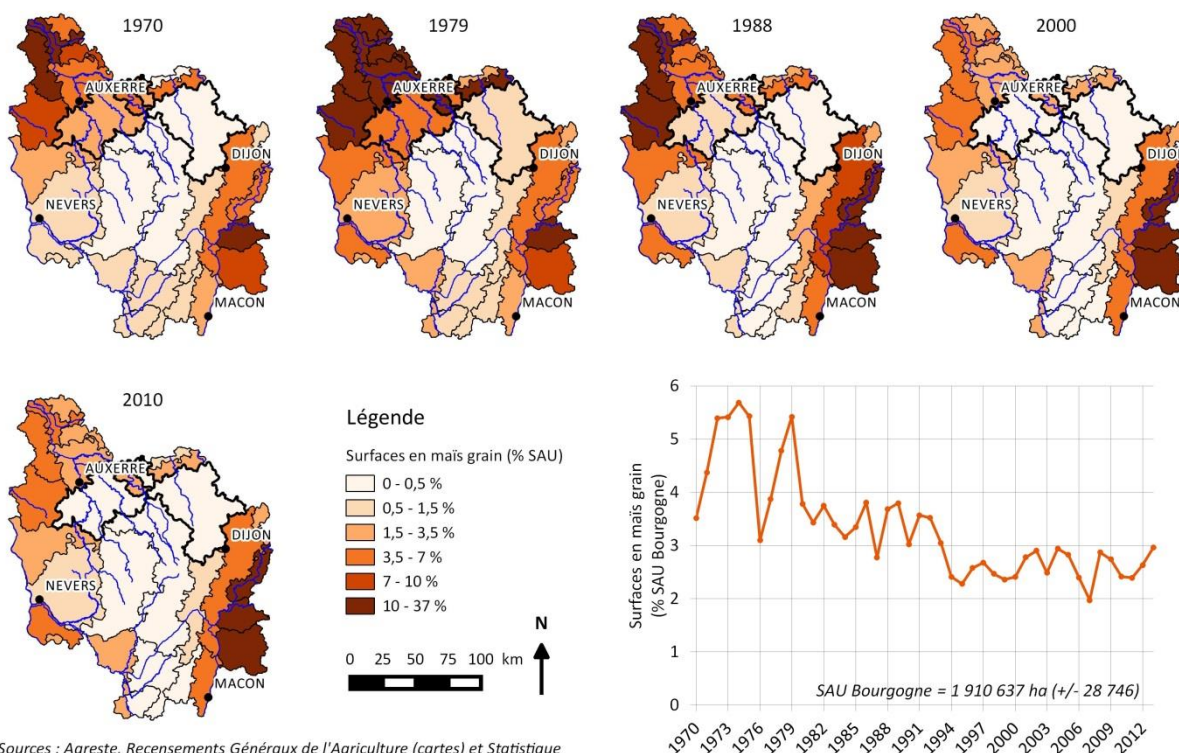 1970
1979
1988
2000
AUXERRE
DIJON
NEVERS
MACON
AUXERRE
DIJON
NEVERS
MACON
AUXERRE
DIJON
NEVERS
MACON
AUXERRE
DIJON
NEVERS
MACON
2010
AUXERRE
DIJON
NEVERS
MACON
Légende
Surfaces en maïs grain (% SAU)
0 - 0,5 %
0,5 - 1,5 %
1,5 - 3,5 %
3,5 - 7 %
7 - 10 %
10 - 37 %
N
0 25 50 75 100 km
Surfaces en maïs grain
(% SAU Bourgogne)
6
5
4
3
2
1
0
SAU Bourgogne = 1 910 637 ha (+/- 28 746)
1970 1973 1976 1979 1982 1985 1988 1991 1994 1997 2000 2003 2006 2009 2012
Sources : Agreste, Recensements Généraux de l'Agriculture (cartes) et Statistique